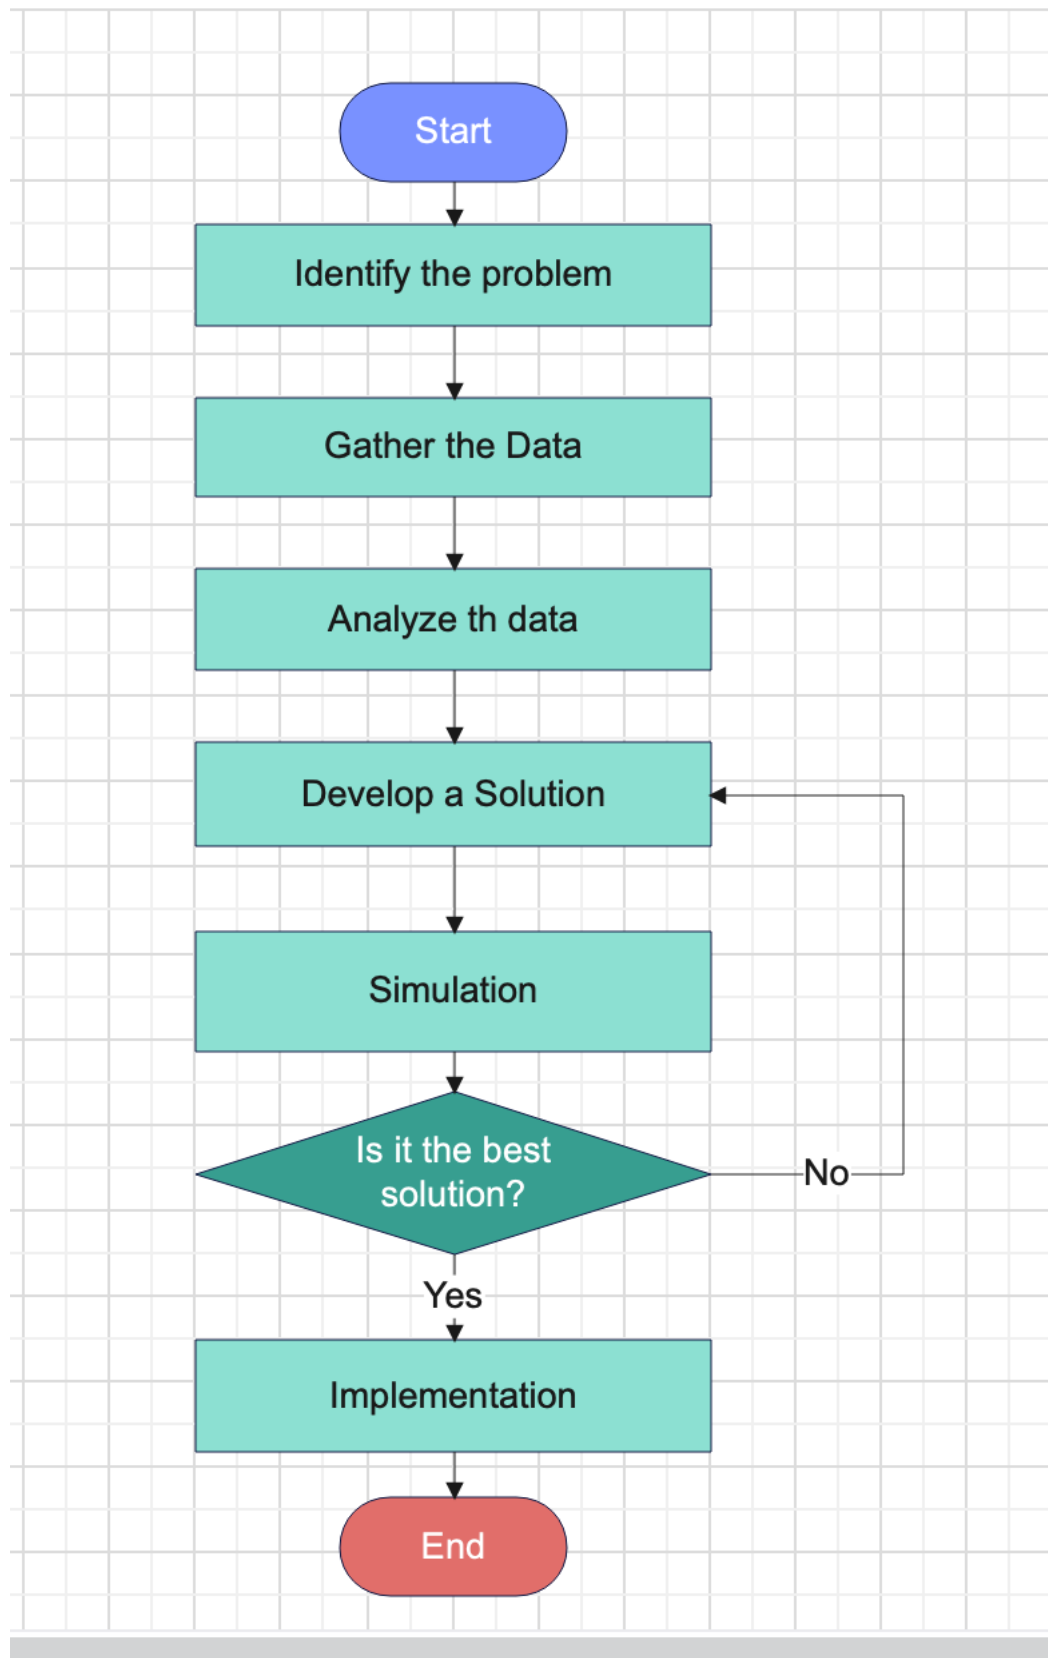 Start
Identify the problem
Gather the Data
Analyze th data
Develop a Solution
Simulation
Is it the best
solution?
No
Yes
Implementation
End